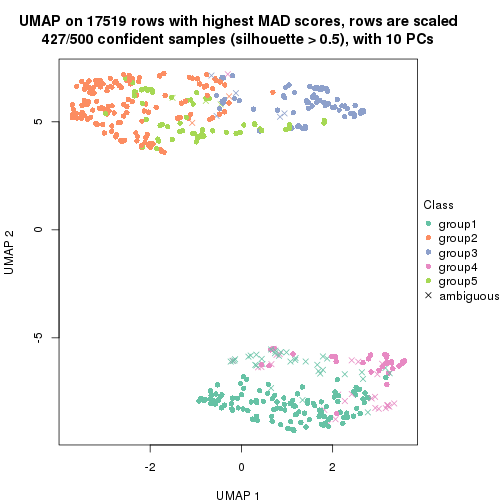 UMAP on 17519 rows with highest MAD scores, rows are scaled
427/500 confident samples (silhouette > 0.5), with 10 PCs
5
0
-5
UMAP 2
-2
0
2
UMAP 1
Class
group1
group2
group3
group4
group5
ambiguous